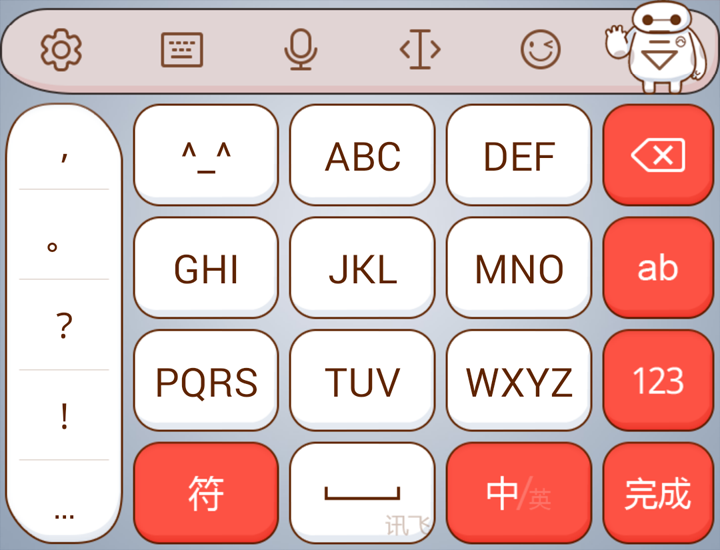 ，
^_^
ABC
DEF
。
GHI
JKL
MNO
ab
?
PQRS
TUV
WXYZ
123
!
...
符
讯飞
中/英
完成